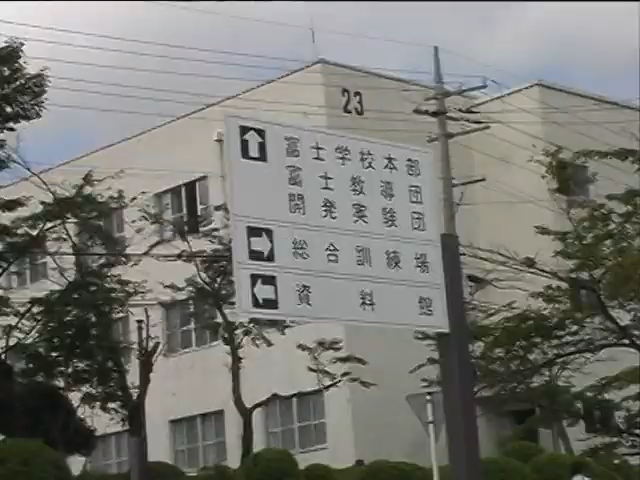 23
富士学校本部
富士教導団
開発実験団
総合訓練場
資料館